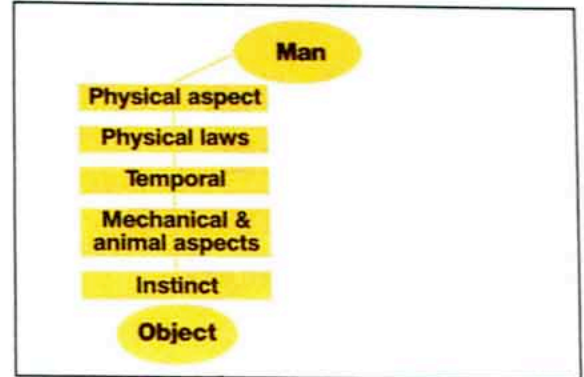 Man
Physical aspect
Physical laws
Temporal
Mechanical &
animal aspects
Instinct
Object